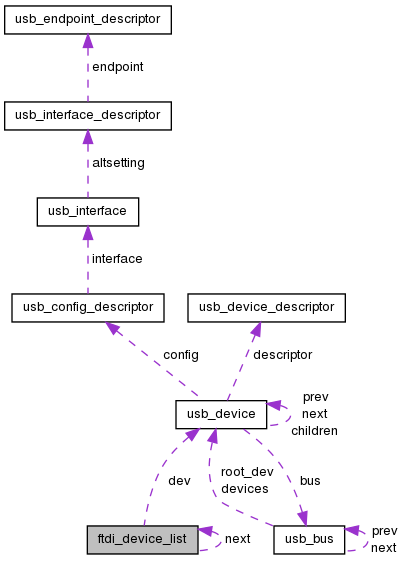 usb_endpoint_descriptor
endpoint
usb_interface_descriptor
altsetting
usb_interface
interface
usb_config_descriptor
usb_device_descriptor
config
descriptor
prev
next
children
usb_device
dev
root_dev
devices
bus
ftdi_device_list
next
usb_bus
prev
next